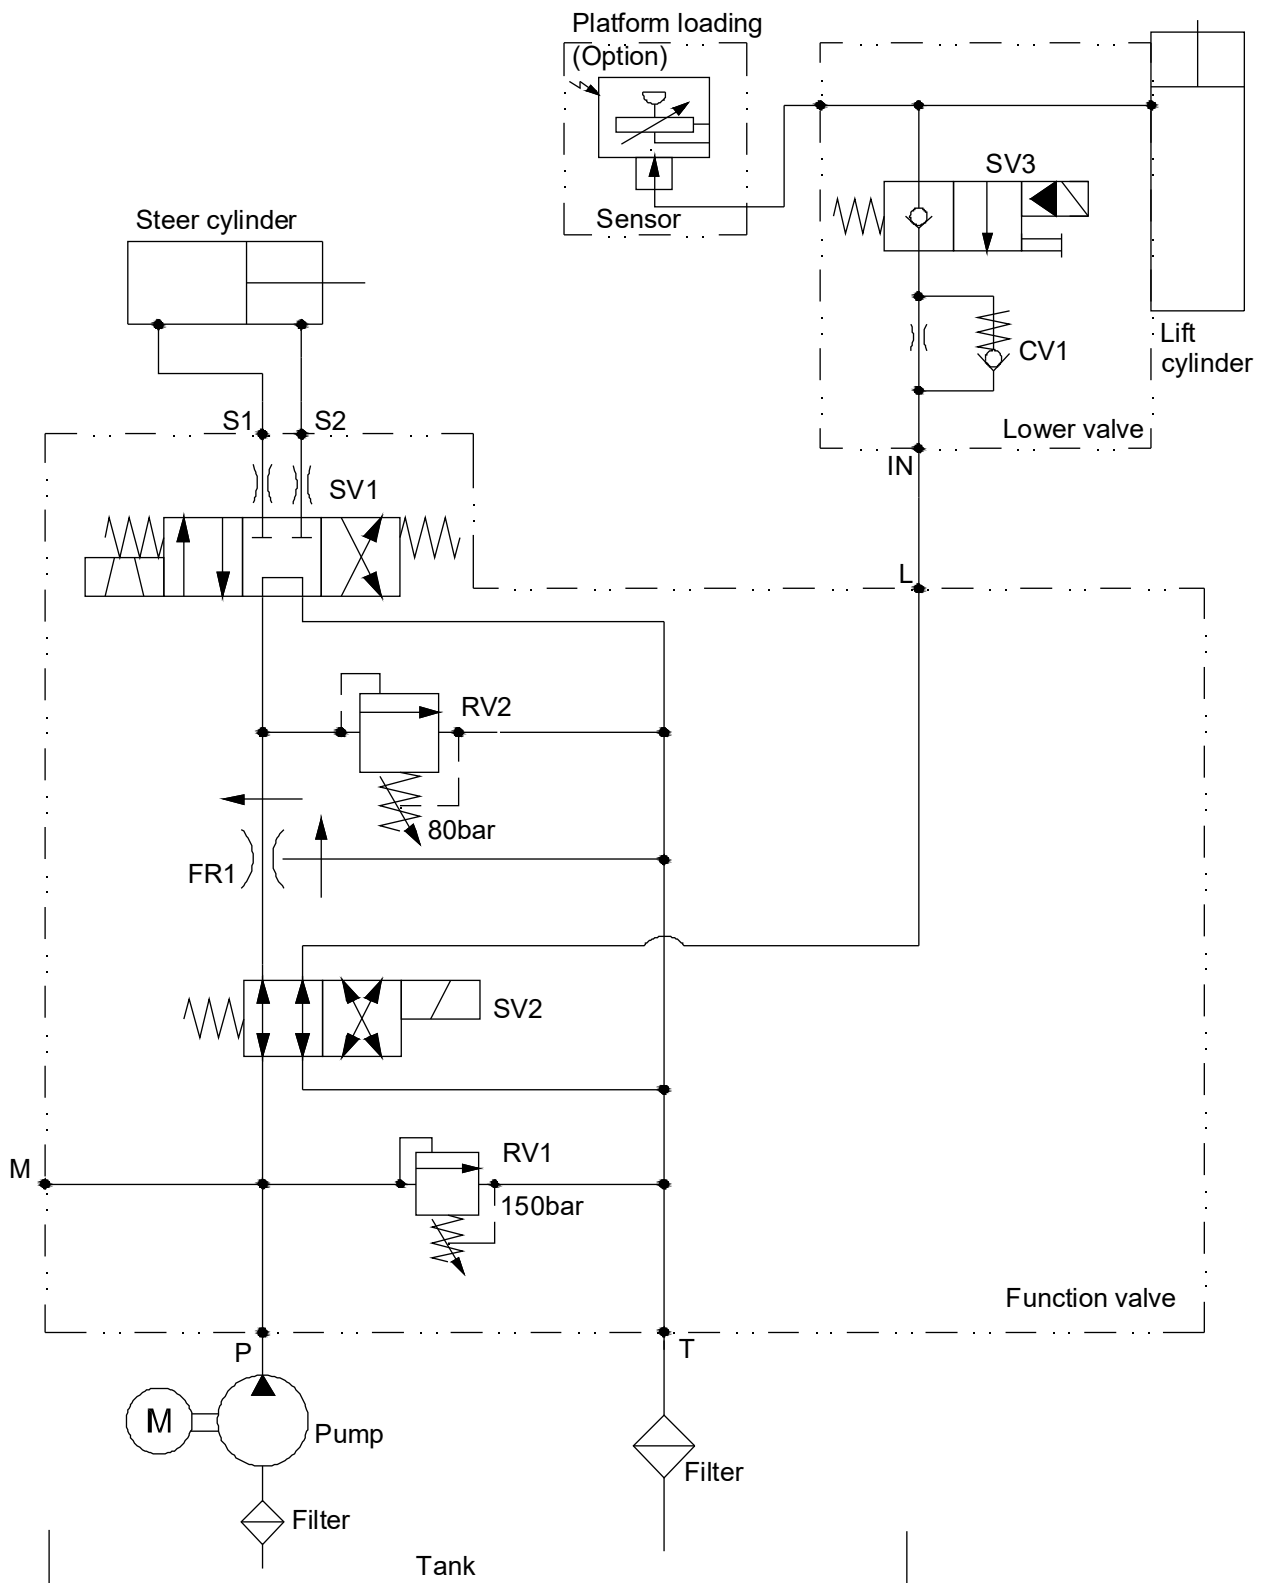 Platform loading
(Option)
SV3
Sensor
Steer cylinder
Lift
cylinder
CV1
S1
S2
Lower valve
IN
SV1
L
RV2
80bar
FR1
SV2
RV1
M
150bar
Function valve
P
T
M
Pump
Filter
Filter
Tank